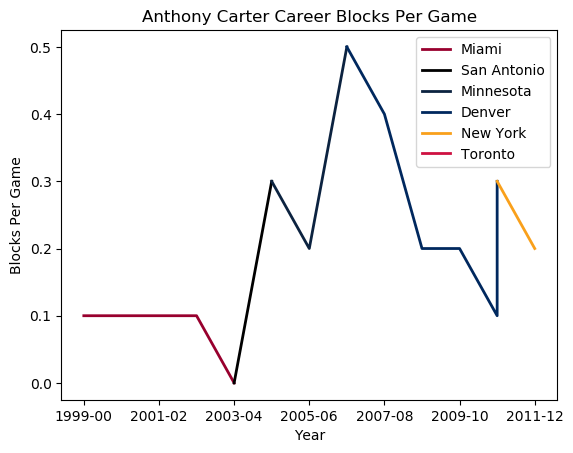 Anthony Carter Career Blocks Per Game
Blocks Per Game
0.5
0.4
0.3
0.2
0.1
0.0
Miami
San Antonio
Minnesota
Denver
New York
Toronto
1999-00 2001-02 2003-04 2005-06 2007-08 2009-10 2011-12
Year